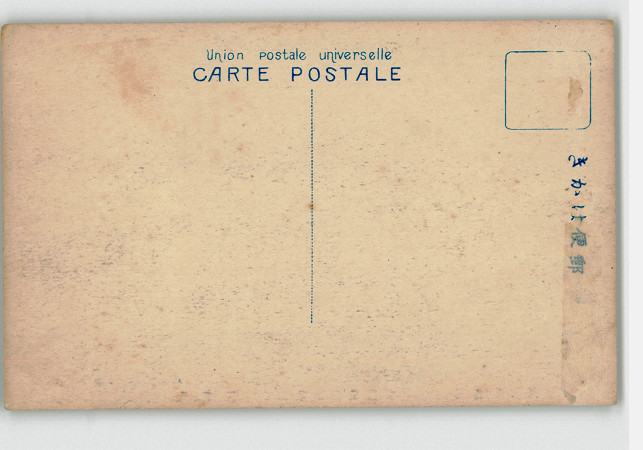 Union postale universelle
CARTE POSTALE
郵便はかき